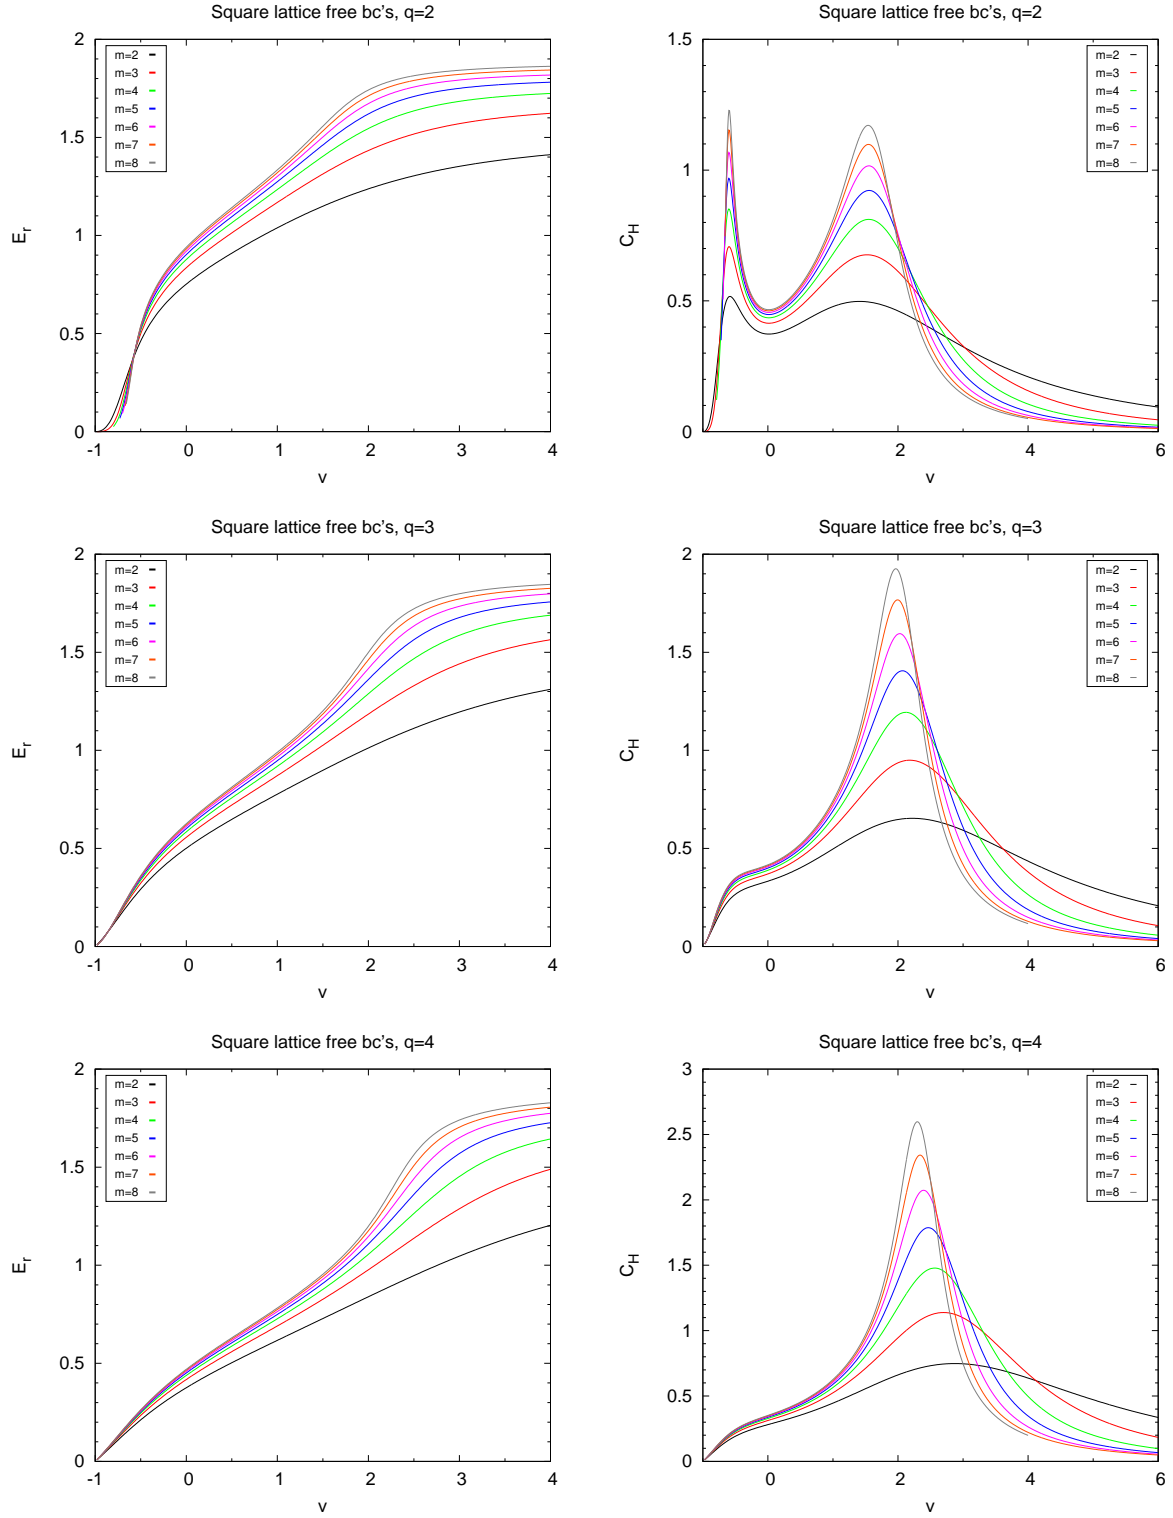 Square lattice free bc's, q=2
2
1.5
1
0.5
0
-1 0 1 2 3 4
E_r
v
m=2
m=3
m=4
m=5
m=6
m=7
m=8
Square lattice free bc's, q=2
1.5
1
0.5
0
0 2 4 6
C_H
v
m=2
m=3
m=4
m=5
m=6
m=7
m=8
Square lattice free bc's, q=3
2
1.5
1
0.5
0
-1 0 1 2 3 4
E_r
v
m=2
m=3
m=4
m=5
m=6
m=7
m=8
Square lattice free bc's, q=3
2
1.5
1
0.5
0
0 2 4 6
C_H
v
m=2
m=3
m=4
m=5
m=6
m=7
m=8
Square lattice free bc's, q=4
2
1.5
1
0.5
0
-1 0 1 2 3 4
E_r
v
m=2
m=3
m=4
m=5
m=6
m=7
m=8
Square lattice free bc's, q=4
3
2.5
2
1.5
1
0.5
0
0 2 4 6
C_H
v
m=2
m=3
m=4
m=5
m=6
m=7
m=8